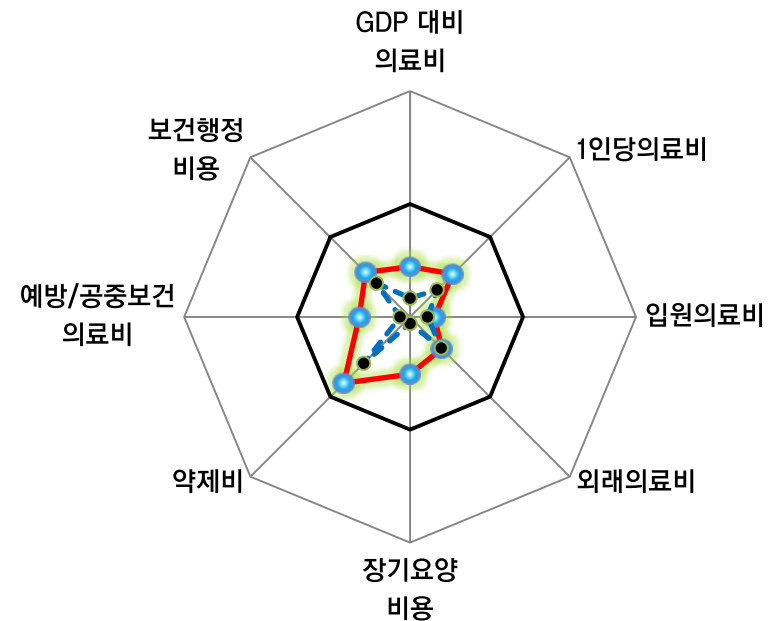 GDP 대비
의료비
1인당의료비
입원의료비
외래의료비
장기요양
비용
약제비
예방/공중보건
의료비
보건행정
비용